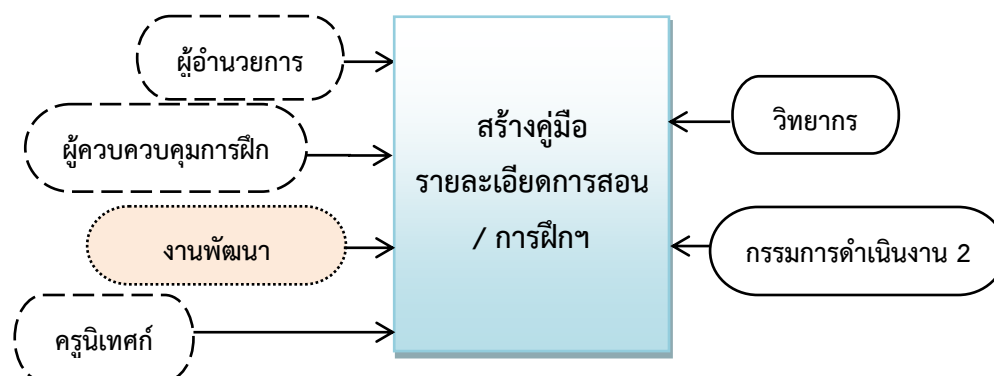 ผู้อำนวยการ
ผู้ควบควบคุมการฝึก
งานพัฒนา
ครูนิเทศก์
สร้างคู่มือ
รายละเอียดการสอน
/ การฝึกฯ
วิทยากร
กรรมการดำเนินงาน 2